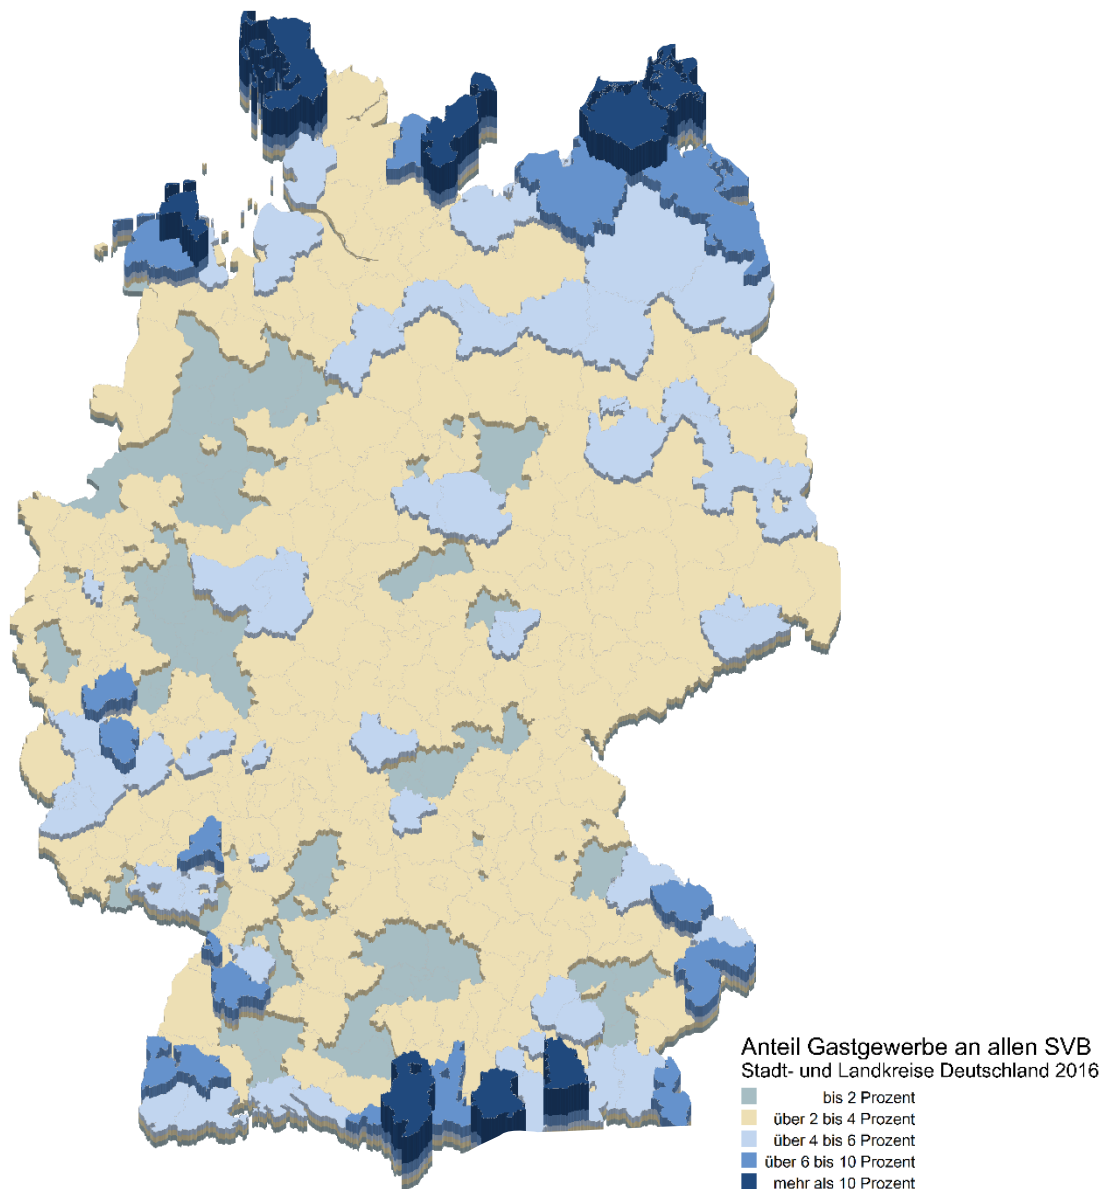 Anteil Gastgewerbe an allen SVB
Stadt- und Landkreise Deutschland 2016
bis 2 Prozent
über 2 bis 4 Prozent
über 4 bis 6 Prozent
über 6 bis 10 Prozent
mehr als 10 Prozent